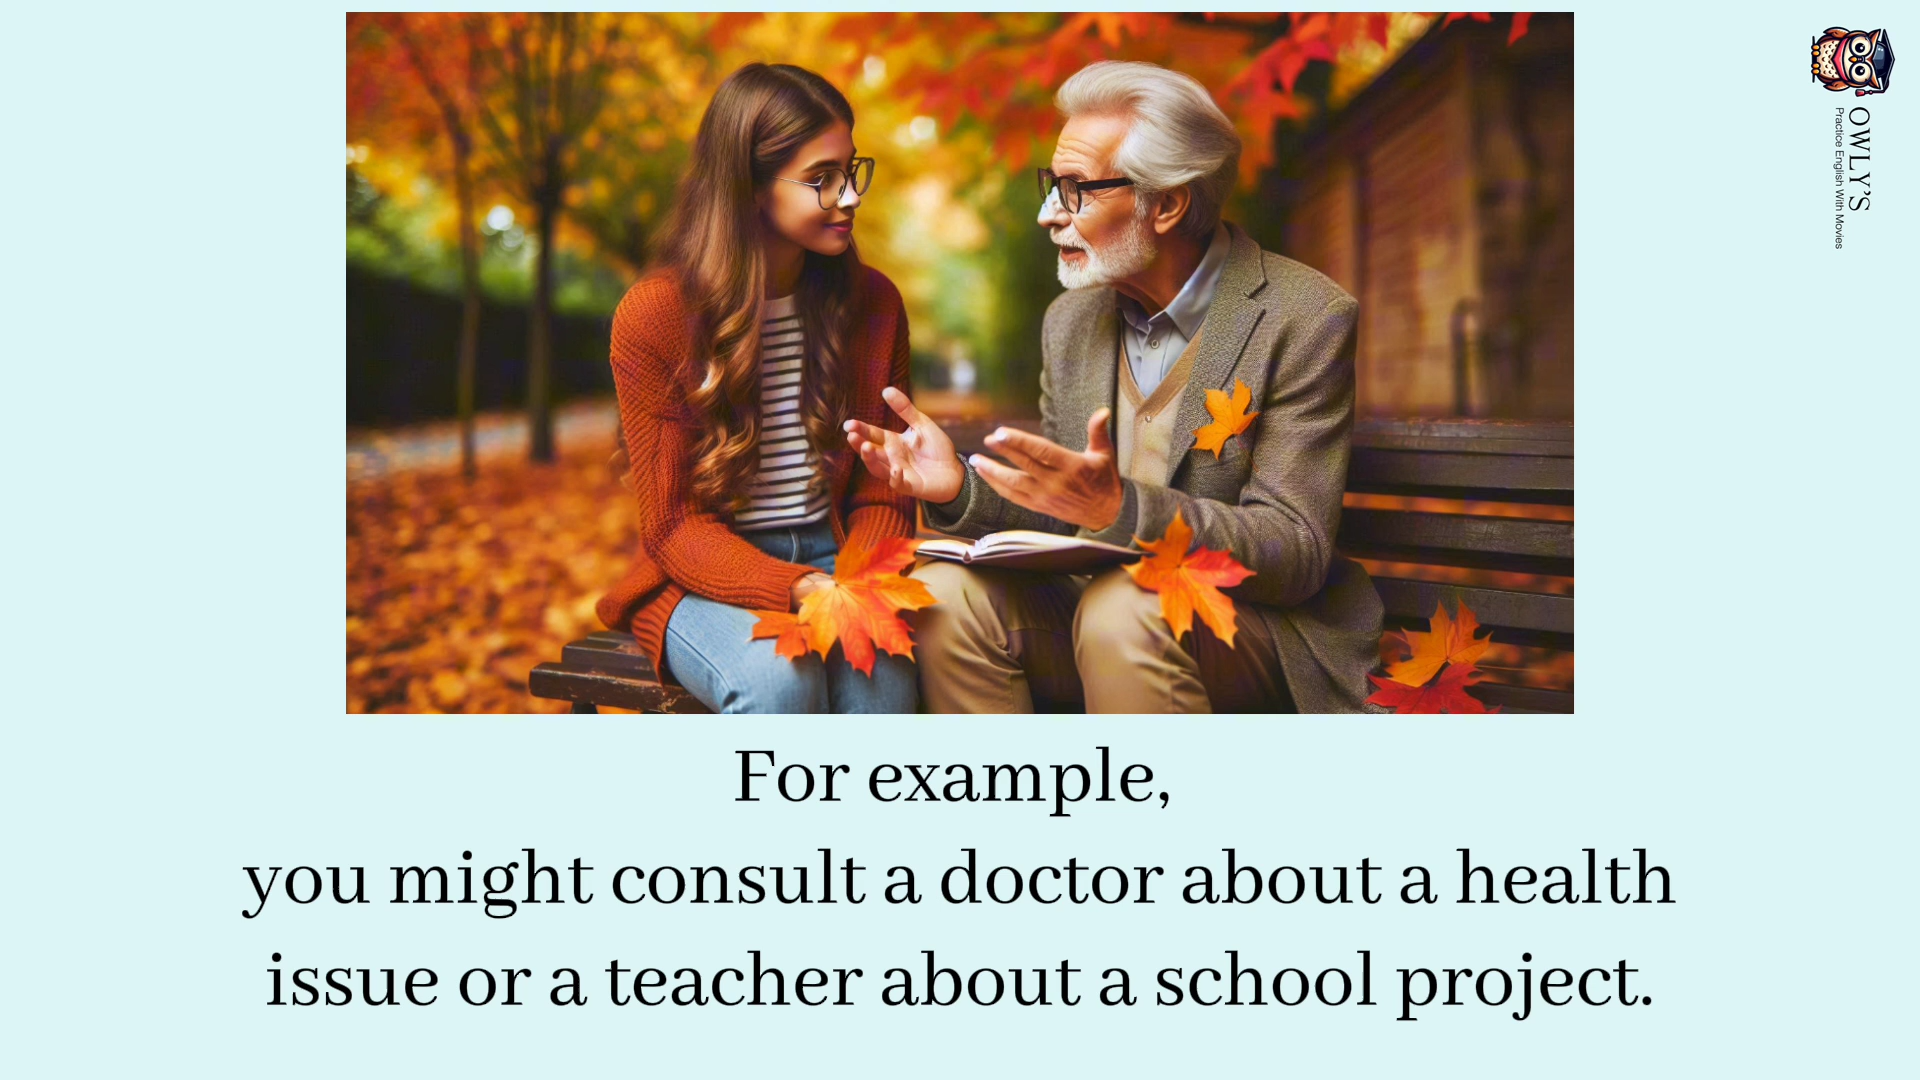 For example,
you might consult a doctor about a health
issue or a teacher about a school project.
OWLY'S
Practice English With Movies